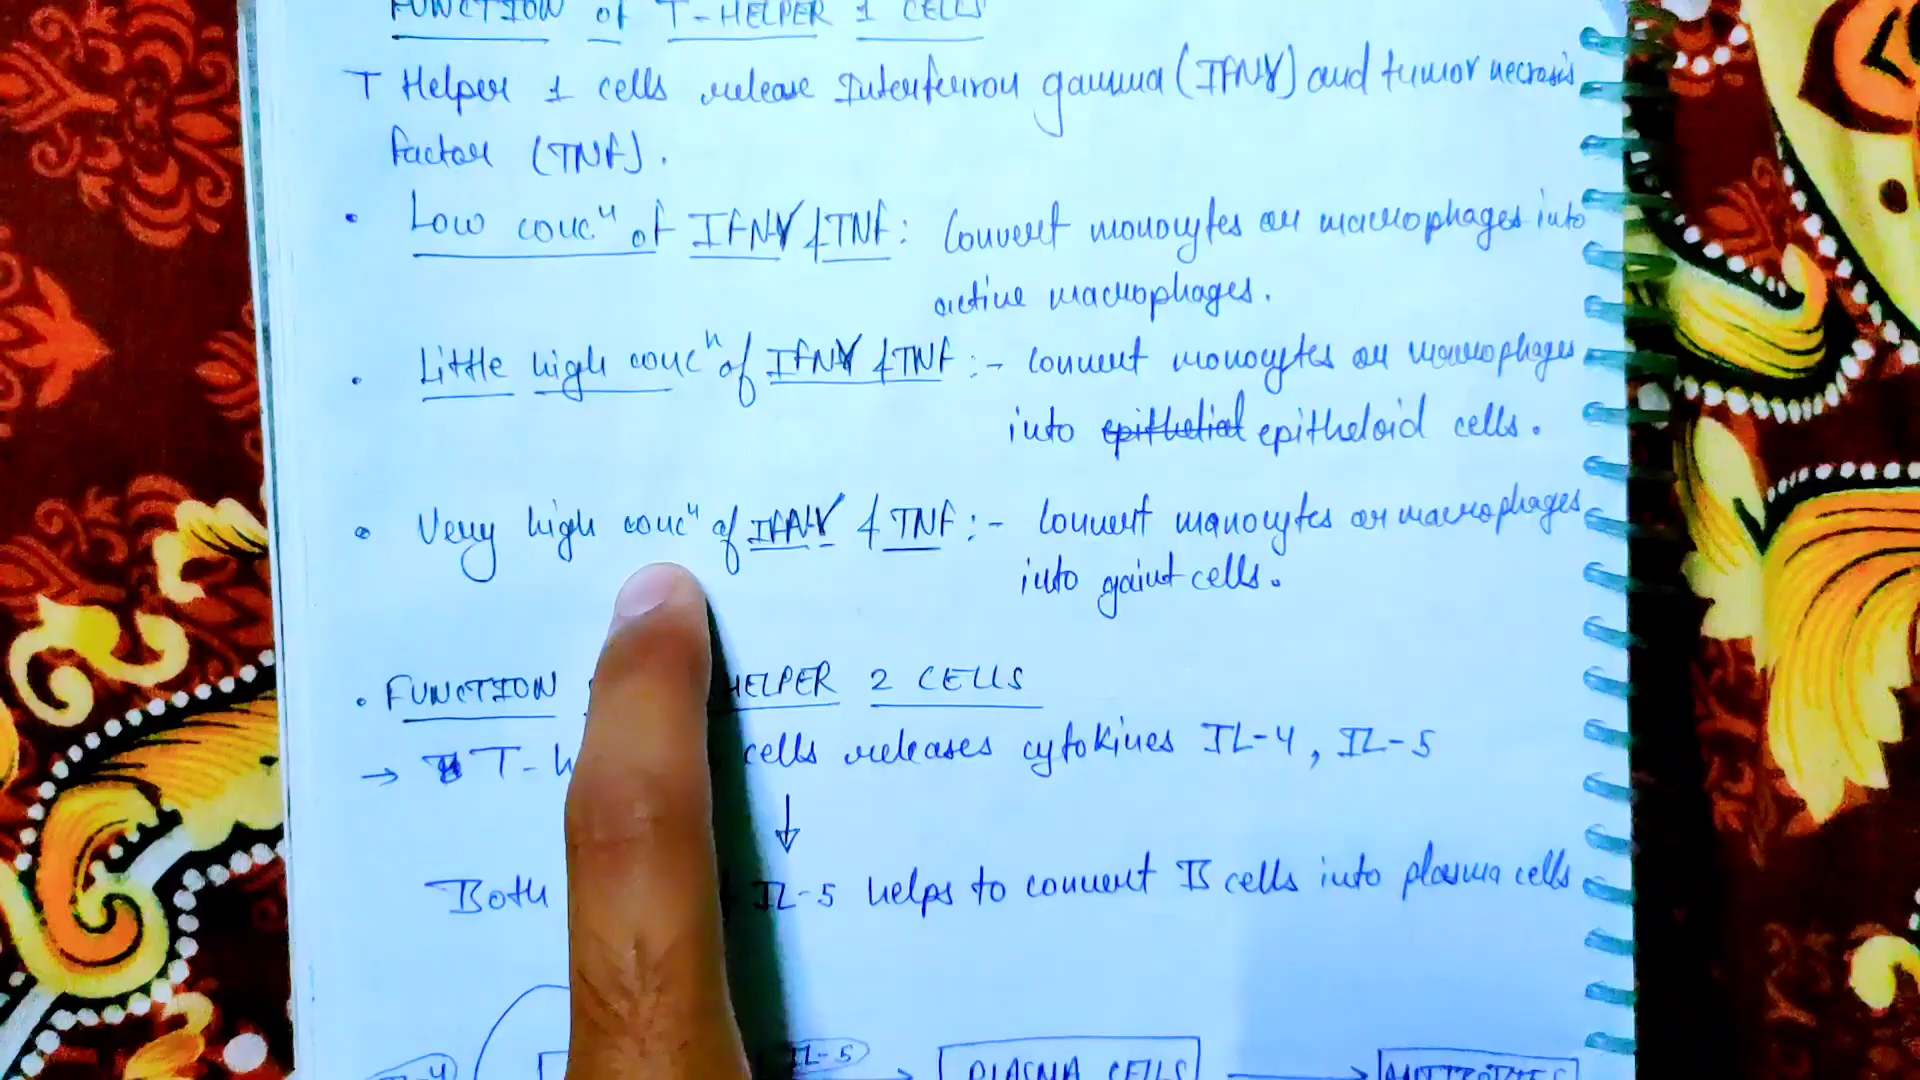 FUNCTION of T-HELPER 1 CELLS
T Helper 1 cells release Interferon gamma (IFNγ) and tumor necrosis
factor (TNF).
• Low concⁿ of IFNγ & TNF: Convert monocytes or macrophages into
active macrophages.
• Little high concⁿ of IFNγ & TNF :- convert monocytes or macrophages
into epithelial epitheloid cells.
• Very high concⁿ of IFNγ & TNF :- Convert manocytes or macrophages
into gaint cells.
• FUNCTION HELPER 2 CELLS
→ T-h cells releases cytokines IL-4, IL-5
↓
Both IL-5 helps to convert B cells into plasma cells
IL-5 → PLASMA CELLS →